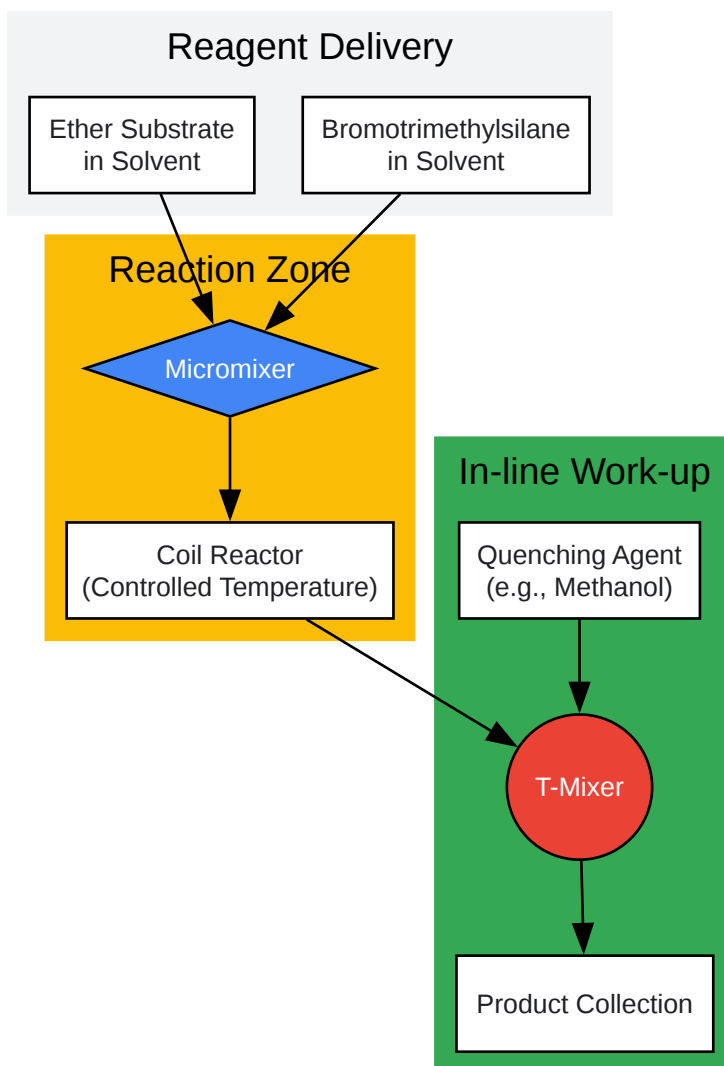 Reagent Delivery
Ether Substrate
in Solvent
Bromotrimethylsilane
in Solvent
Reaction Zone
Micromixer
Coil Reactor
(Controlled Temperature)
In-line Work-up
Quenching Agent
(e.g., Methanol)
T-Mixer
Product Collection